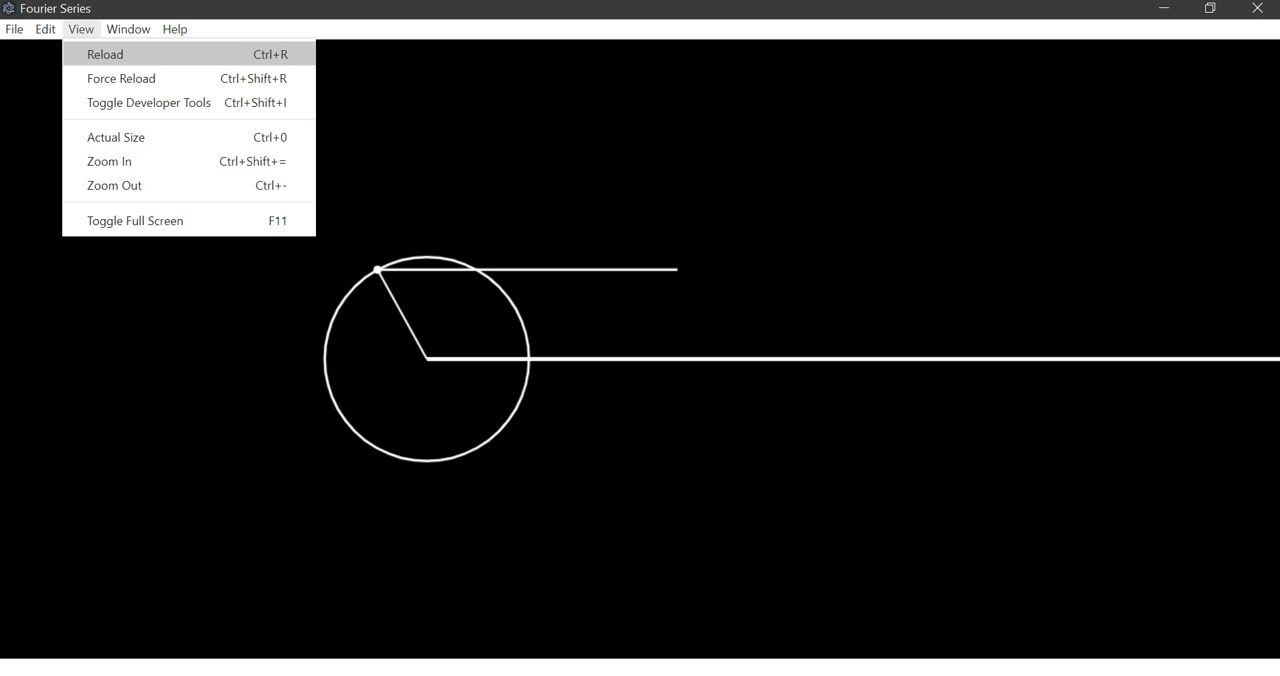 Fourier Series
File Edit View Window Help
Reload Ctrl+R
Force Reload Ctrl+Shift+R
Toggle Developer Tools Ctrl+Shift+I
Actual Size Ctrl+0
Zoom In Ctrl+Shift+=
Zoom Out Ctrl+-
Toggle Full Screen F11